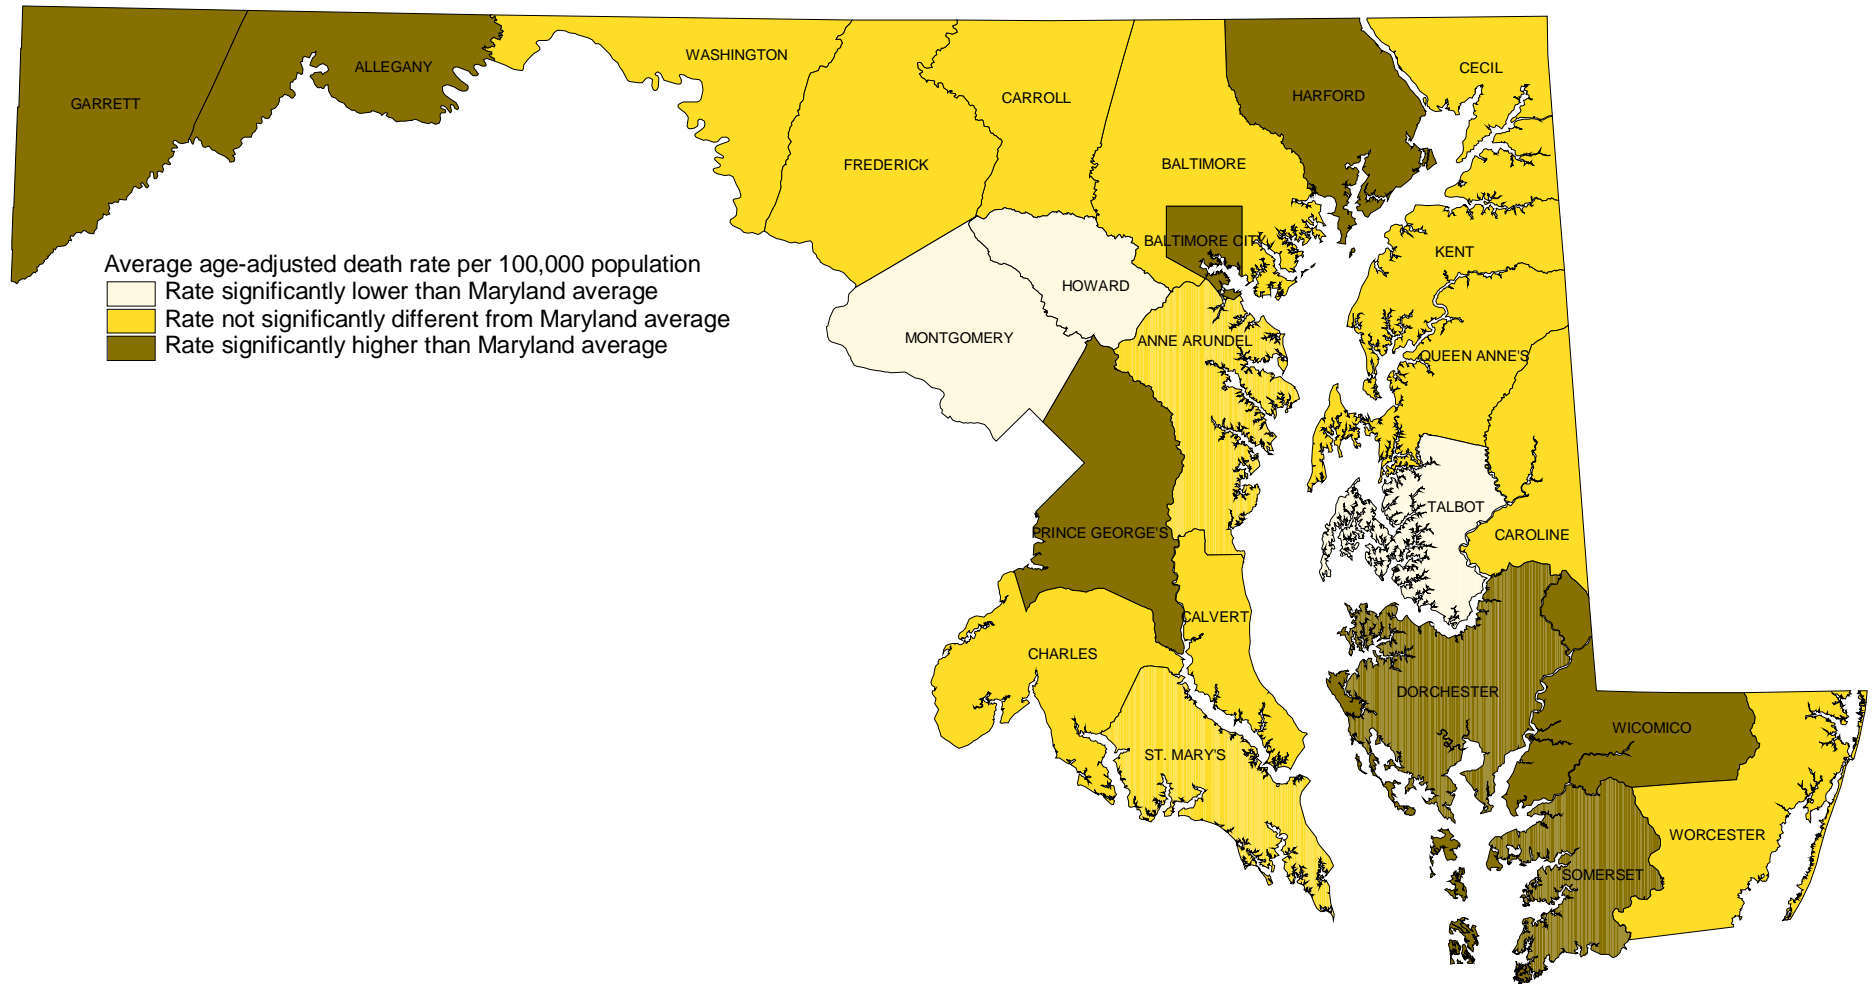 WASHINGTON
ALLEGANY
CECIL
GARRETT
CARROLL
HARFORD
FREDERICK
BALTIMORE
BALTIMORE CITY
KENT
Average age-adjusted death rate per 100,000 population
Rate significantly lower than Maryland average
Rate not significantly different from Maryland average
Rate significantly higher than Maryland average
HOWARD
MONTGOMERY
ANNE ARUNDEL
QUEEN ANNE'S
TALBOT
PRINCE GEORGE'S
CAROLINE
CALVERT
CHARLES
DORCHESTER
WICOMICO
ST. MARY'S
WORCESTER
SOMERSET